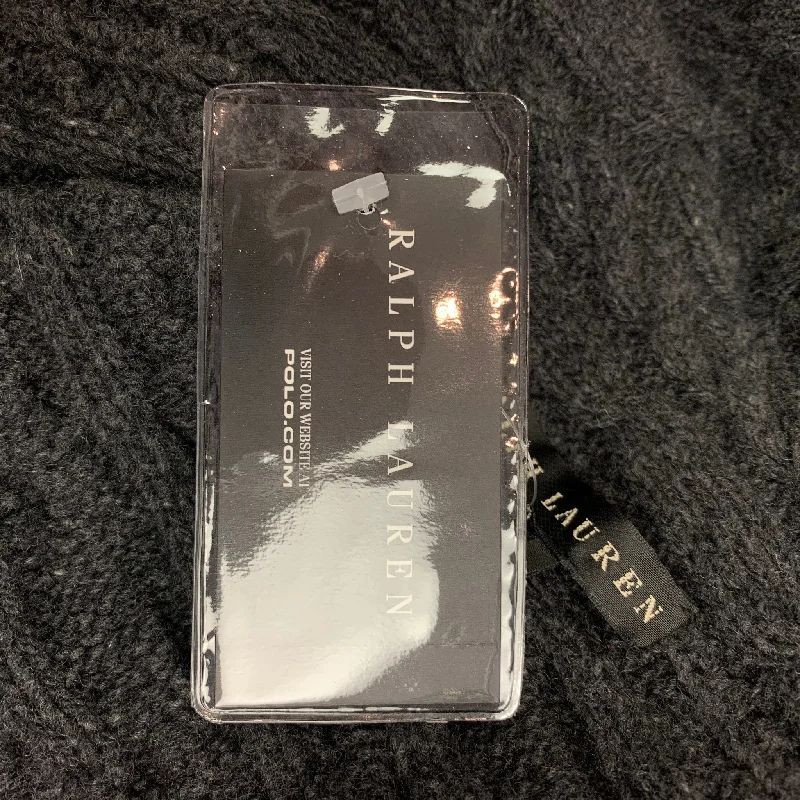 RALPH LAUREN
VISIT OUR WEBSITE AT
POLO.COM
LAUREN